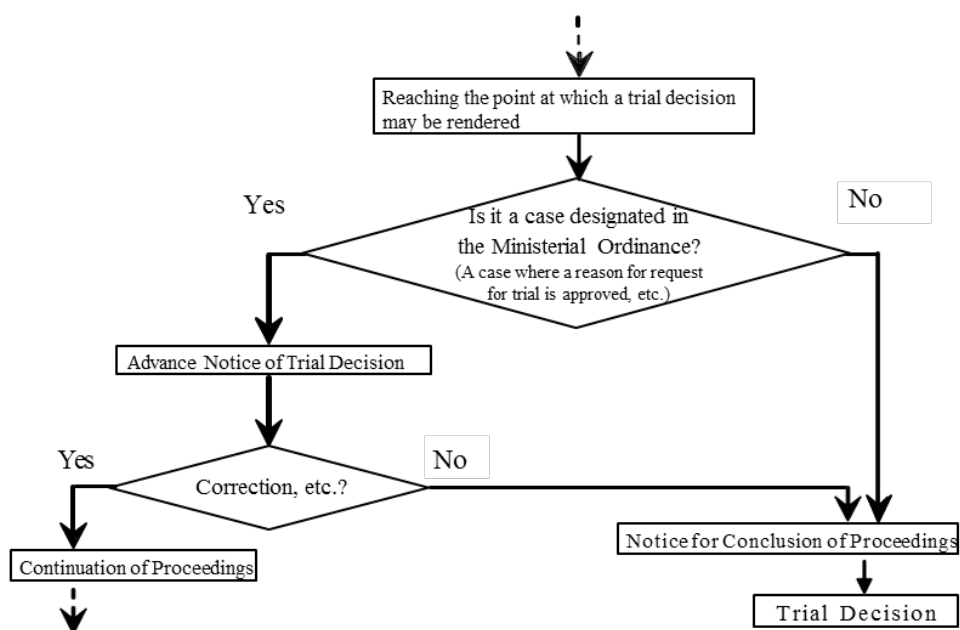 Reaching the point at which a trial decision
may be rendered
Yes
No
Is it a case designated in
the Ministerial Ordinance?
(A case where a reason for request
for trial is approved, etc.)
Advance Notice of Trial Decision
Yes
No
Correction, etc.?
Notice for Conclusion of Proceedings
Continuation of Proceedings
Trial Decision